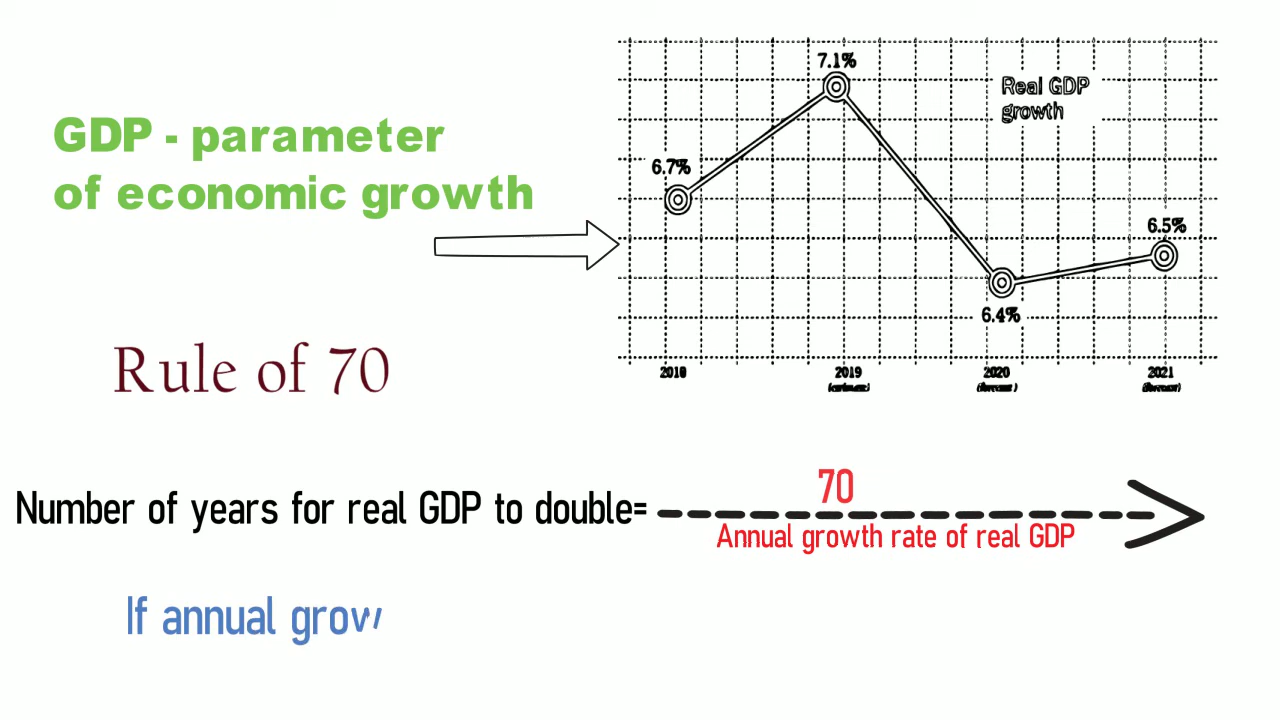 GDP - parameter
of economic growth
7.1%
Real GDP
growth
6.7%
6.5%
6.4%
2018
2019
2020
2021
Rule of 70
Number of years for real GDP to double=
70
Annual growth rate of real GDP
If annual grow